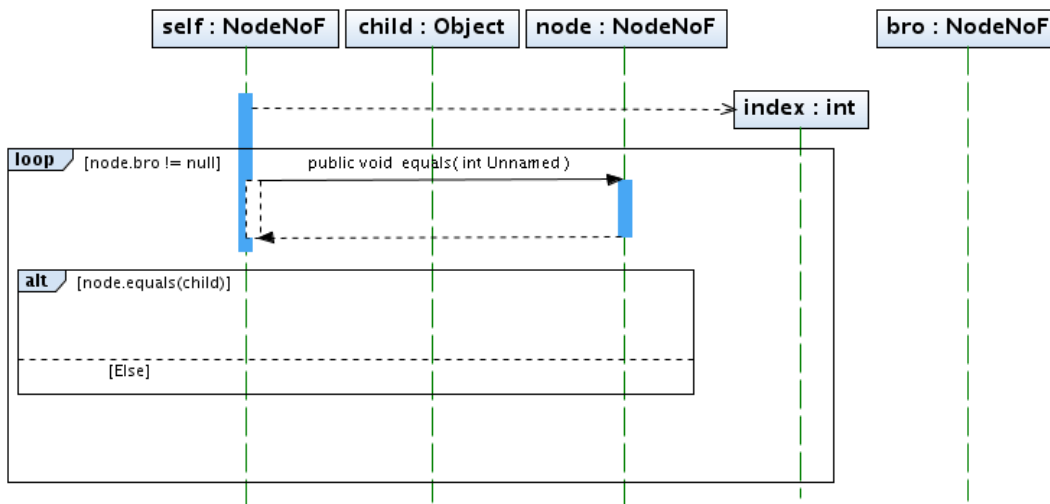 self : NodeNoF
child : Object
node : NodeNoF
bro : NodeNoF
index : int
loop
[node.bro != null]
public void equals( int Unnamed )
alt
[node.equals(child)]
[Else]